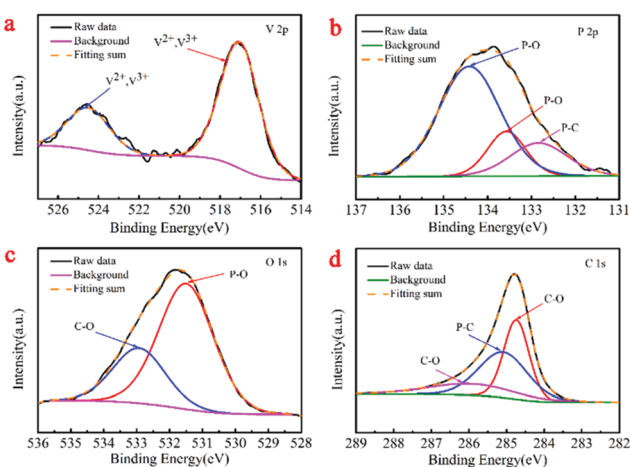 a
V 2p
Raw data
Background
Fitting sum
V2+,V3+
V2+,V3+
Intensity(a.u.)
526 524 522 520 518 516 514
Binding Energy(eV)
b
P 2p
Raw data
Background
Fitting sum
P-O
P-O
P-C
Intensity(a.u.)
137 136 135 134 133 132 131
Binding Energy(eV)
c
O 1s
Raw data
Background
Fitting sum
P-O
C-O
Intensity(a.u.)
536 535 534 533 532 531 530 529 528
Binding Energy(eV)
d
C 1s
Raw data
Background
Fitting sum
C-O
P-C
C-O
Intensity(a.u.)
289 288 287 286 285 284 283 282
Binding Energy(eV)